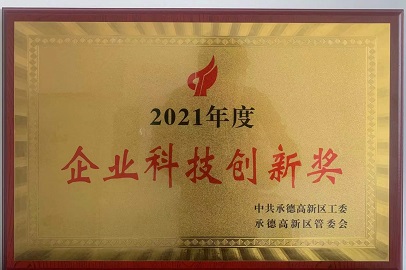 2021年度
企业科技创新奖
中共承德高新区工委
承德高新区管委会